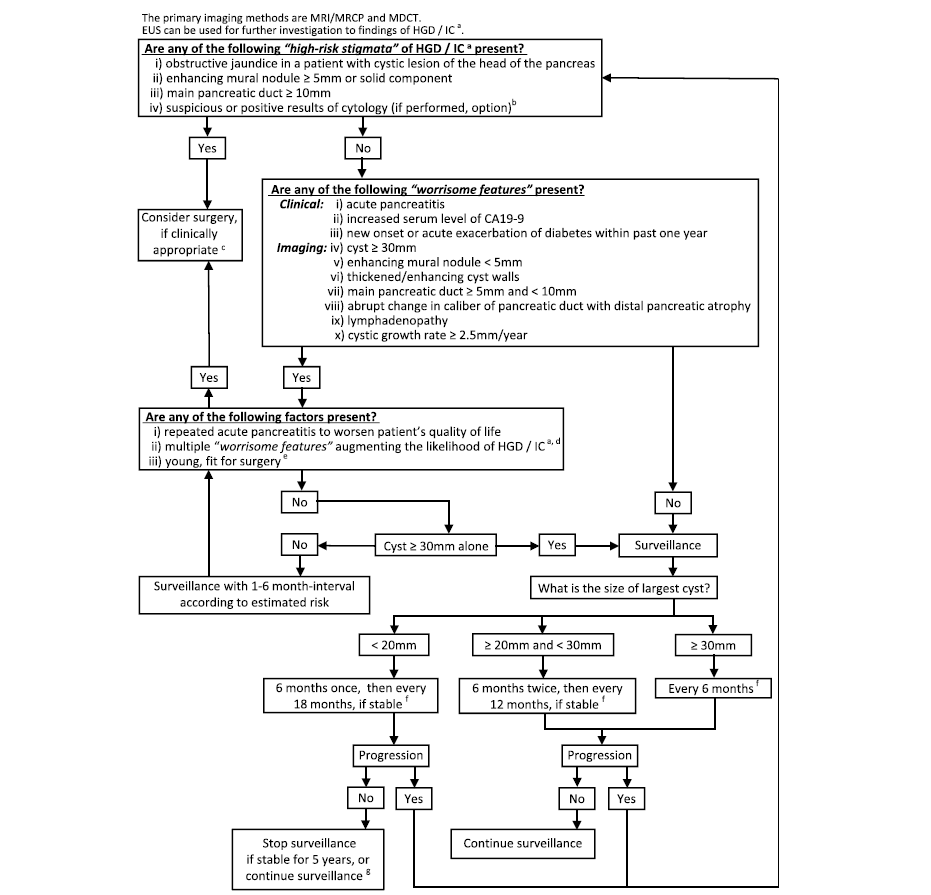 The primary imaging methods are MRI/MRCP and MDCT.
EUS can be used for further investigation to findings of HGD / IC a.
Are any of the following “high-risk stigmata” of HGD / IC a present?
i) obstructive jaundice in a patient with cystic lesion of the head of the pancreas
ii) enhancing mural nodule ≥ 5mm or solid component
iii) main pancreatic duct ≥ 10mm
iv) suspicious or positive results of cytology (if performed, option) b
Yes
No
Are any of the following “worrisome features” present?
Clinical: i) acute pancreatitis
ii) increased serum level of CA19-9
iii) new onset or acute exacerbation of diabetes within past one year
Imaging: iv) cyst ≥ 30mm
v) enhancing mural nodule < 5mm
vi) thickened/enhancing cyst walls
vii) main pancreatic duct ≥ 5mm and < 10mm
viii) abrupt change in caliber of pancreatic duct with distal pancreatic atrophy
ix) lymphadenopathy
x) cystic growth rate ≥ 2.5mm/year
Consider surgery,
if clinically
appropriate c
Yes
Yes
Are any of the following factors present?
i) repeated acute pancreatitis to worsen patient’s quality of life
ii) multiple “worrisome features” augmenting the likelihood of HGD / IC a, d
iii) young, fit for surgery e
No
No
No
Cyst ≥ 30mm alone
Yes
Surveillance
Surveillance with 1-6 month-interval
according to estimated risk
What is the size of largest cyst?
< 20mm
≥ 20mm and < 30mm
≥ 30mm
6 months once, then every
18 months, if stable f
6 months twice, then every
12 months, if stable f
Every 6 months f
Progression
Progression
No
Yes
No
Yes
Stop surveillance
if stable for 5 years, or
continue surveillance g
Continue surveillance